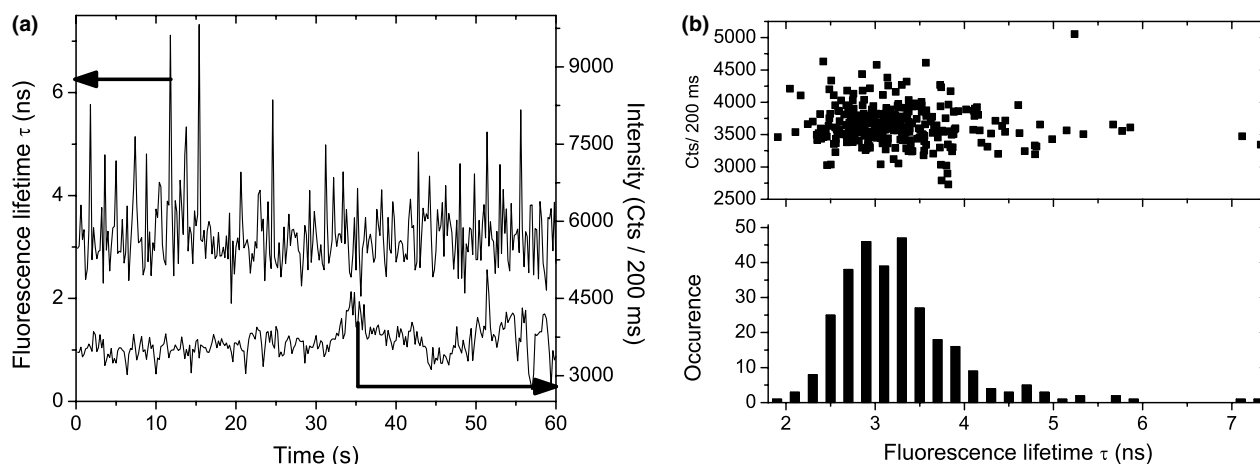 (a)
Fluorescence lifetime τ (ns)
6
4
2
0
9000
7500
6000
4500
3000
Intensity (Cts / 200 ms)
0 10 20 30 40 50 60
Time (s)
(b)
Cts/ 200 ms
5000
4500
4000
3500
3000
2500
Occurence
50
40
30
20
10
0
2 3 4 5 6 7
Fluorescence lifetime τ (ns)